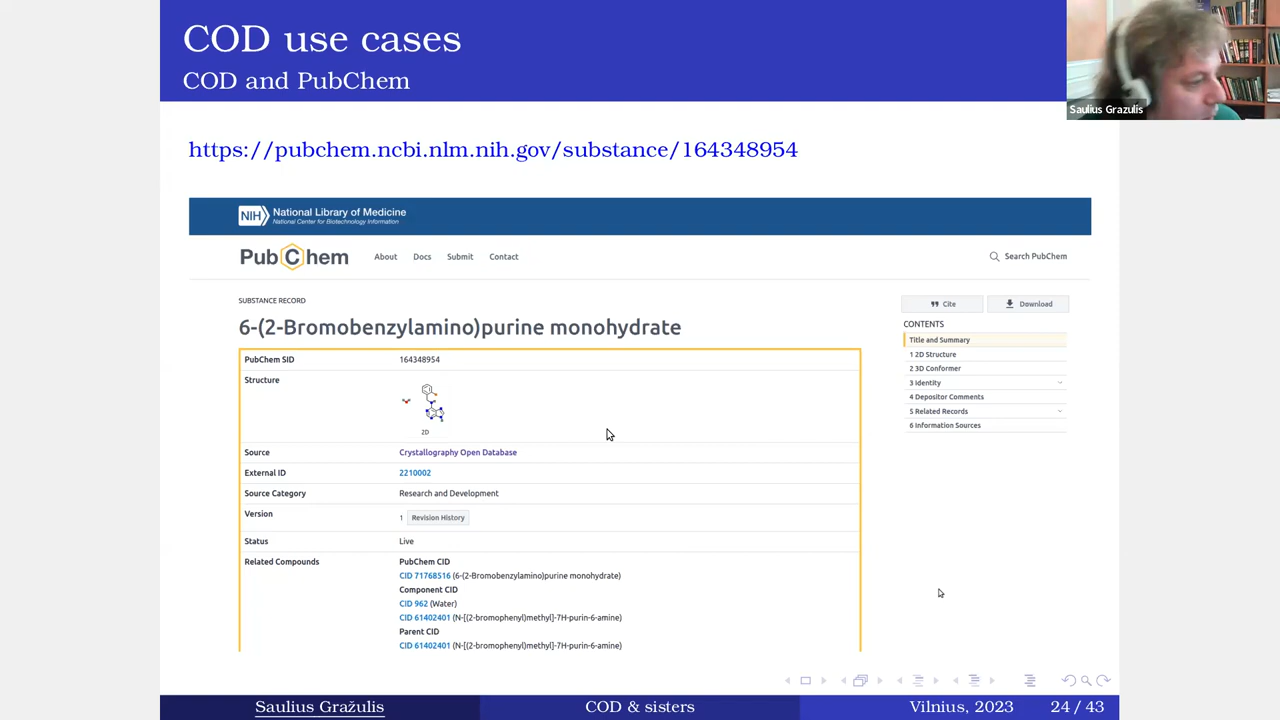 COD use cases
COD and PubChem
Saulius Grazulis
https://pubchem.ncbi.nlm.nih.gov/substance/164348954
NIH National Library of Medicine
National Center for Biotechnology Information
PubChem About Docs Submit Contact Search PubChem
SUBSTANCE RECORD
6-(2-Bromobenzylamino)purine monohydrate
Cite Download
CONTENTS
Title and Summary
1 2D Structure
2 3D Conformer
3 Identity
4 Depositor Comments
5 Related Records
6 Information Sources
PubChem SID 164348954
Structure
2D
Source Crystallography Open Database
External ID 2210002
Source Category Research and Development
Version 1 Revision History
Status Live
Related Compounds PubChem CID
CID 71768516 (6-(2-Bromobenzylamino)purine monohydrate)
Component CID
CID 962 (Water)
CID 61402401 (N-[(2-bromophenyl)methyl]-7H-purin-6-amine)
Parent CID
CID 61402401 (N-[(2-bromophenyl)methyl]-7H-purin-6-amine)
Saulius Gražulis COD & sisters Vilnius, 2023 24 / 43